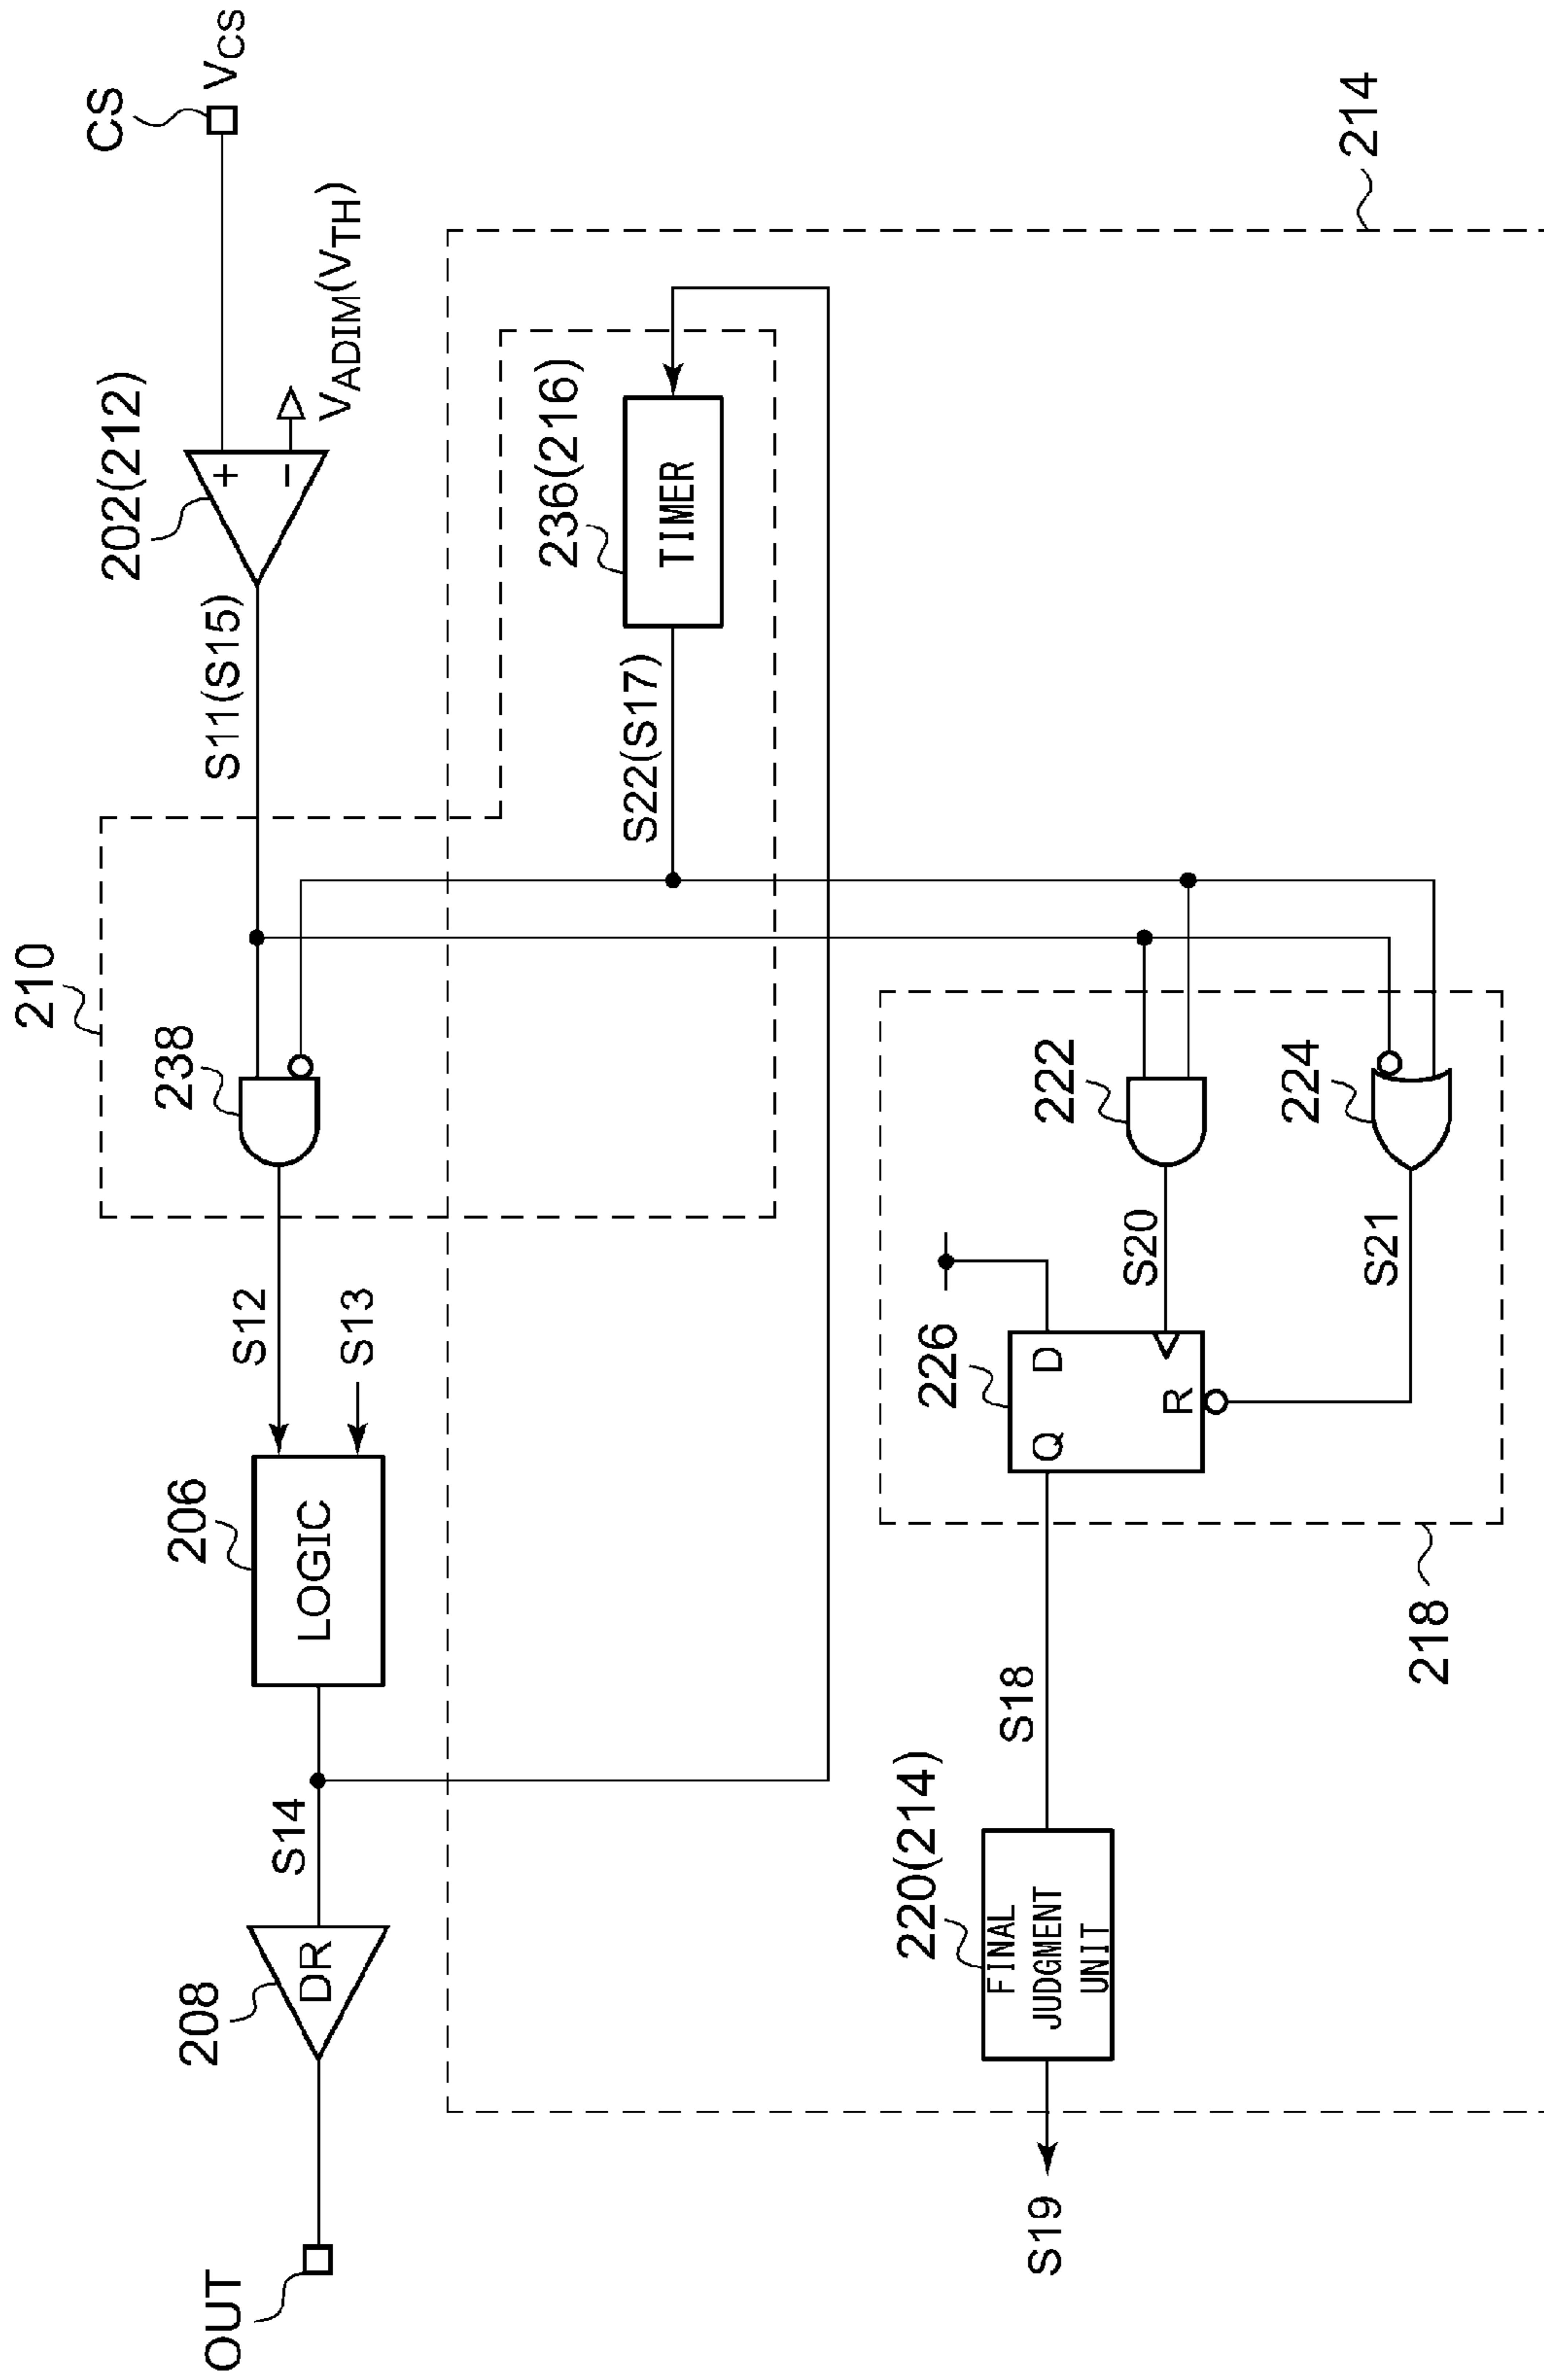 CS
VCS
202(212)
VADIM(VTH)
+
−
S11(S15)
214
236(216)
TIMER
S22(S17)
210
238
222
224
S12
S13
S20
S21
206
LOGIC
226
D
Q
R
218
S14
S18
208
DR
220(214)
FINAL
JUDGMENT
UNIT
OUT
S19